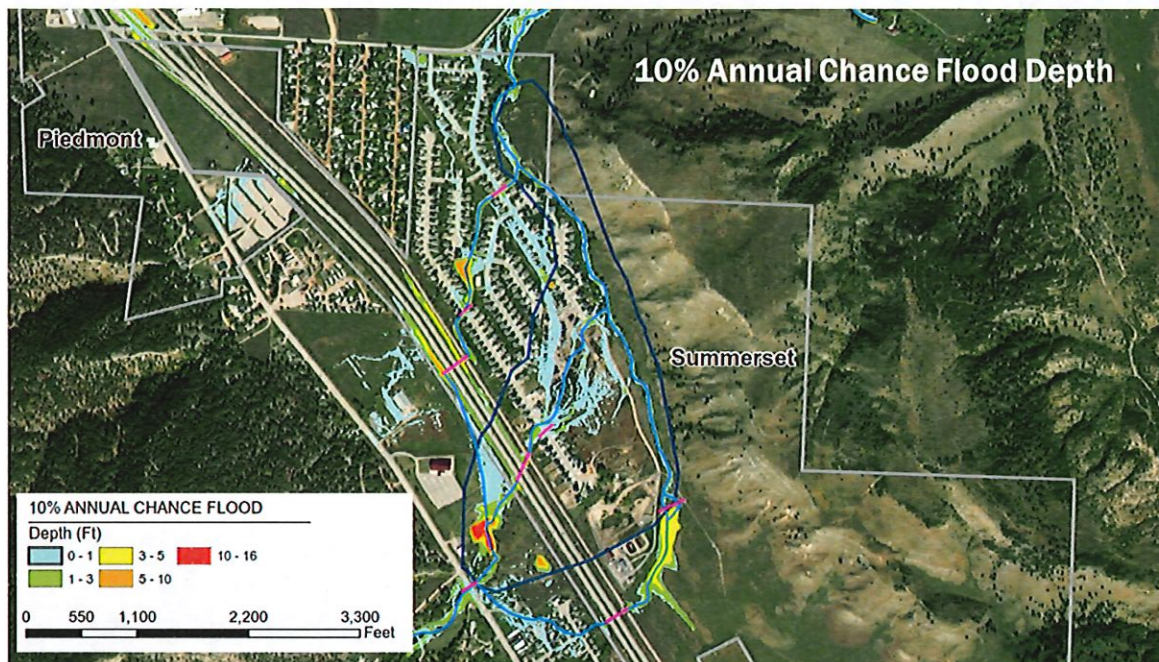 10% Annual Chance Flood Depth
Piedmont
Summerset
10% ANNUAL CHANCE FLOOD
Depth (Ft)
0 - 1 3 - 5 10 - 16
1 - 3 5 - 10
0 550 1,100 2,200 3,300
Feet